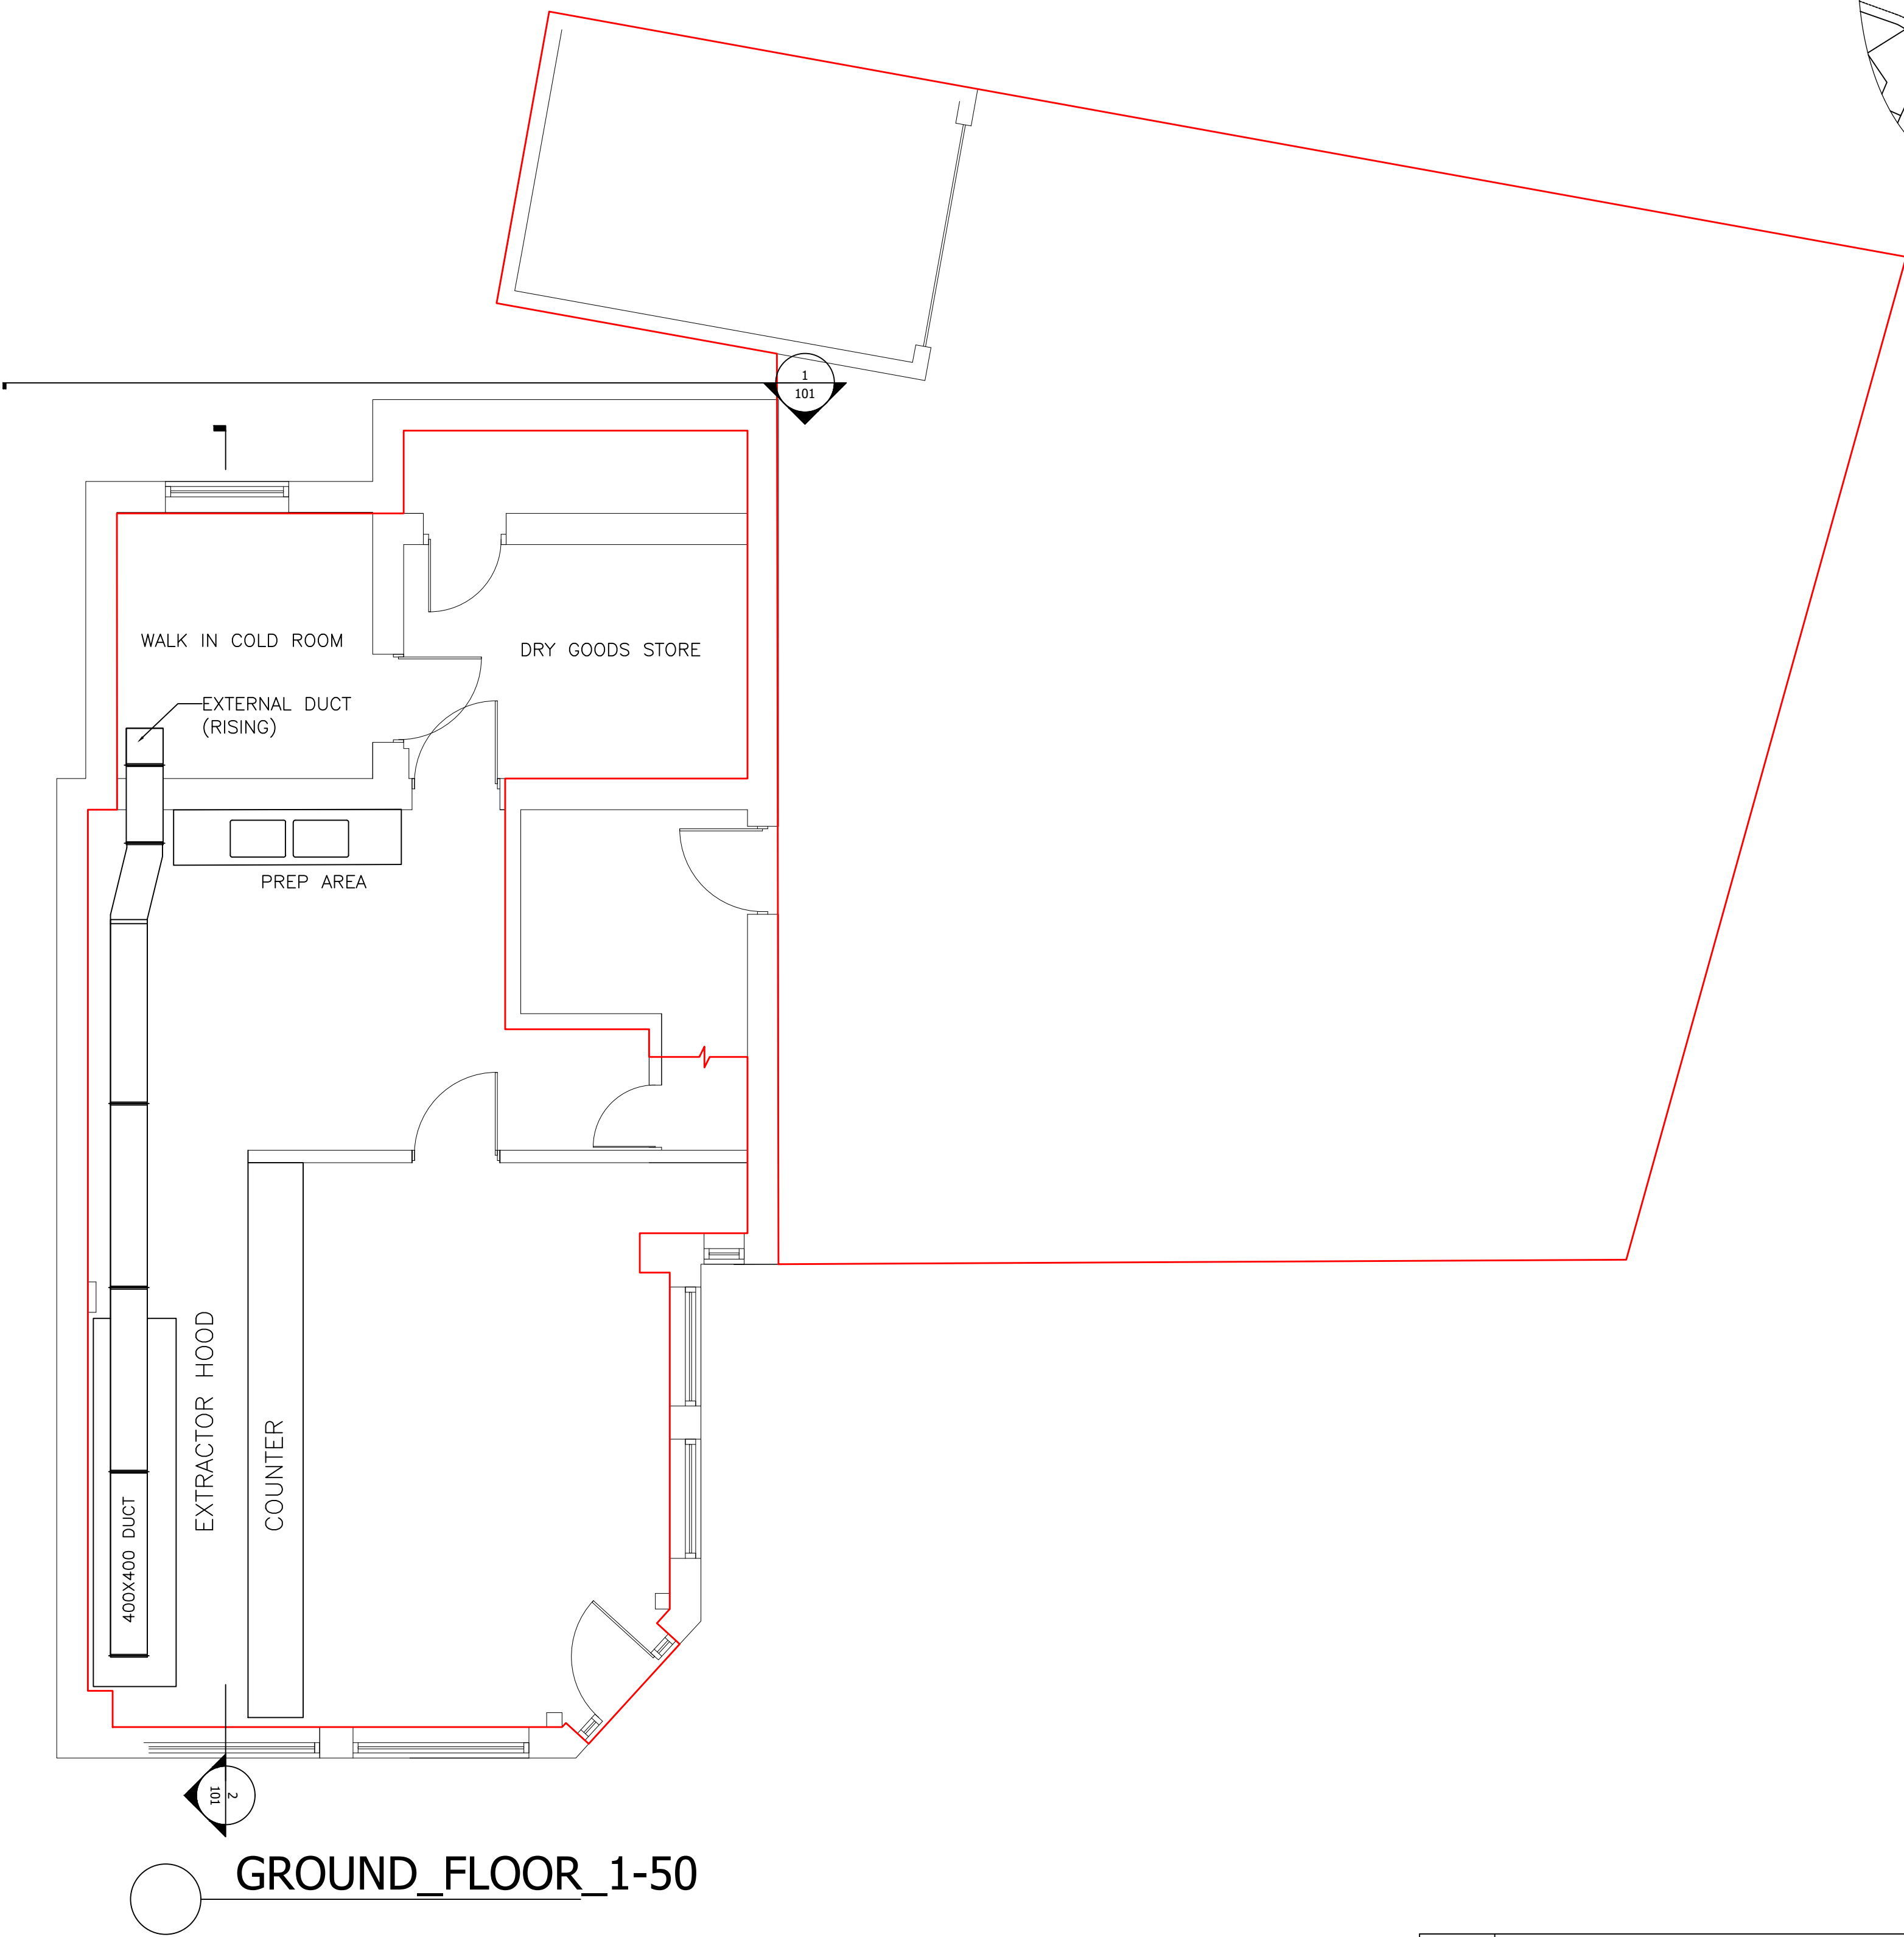 1
101
WALK IN COLD ROOM
DRY GOODS STORE
EXTERNAL DUCT
(RISING)
PREP AREA
EXTRACTOR HOOD
COUNTER
400X400 DUCT
2
101
GROUND_FLOOR_1-50